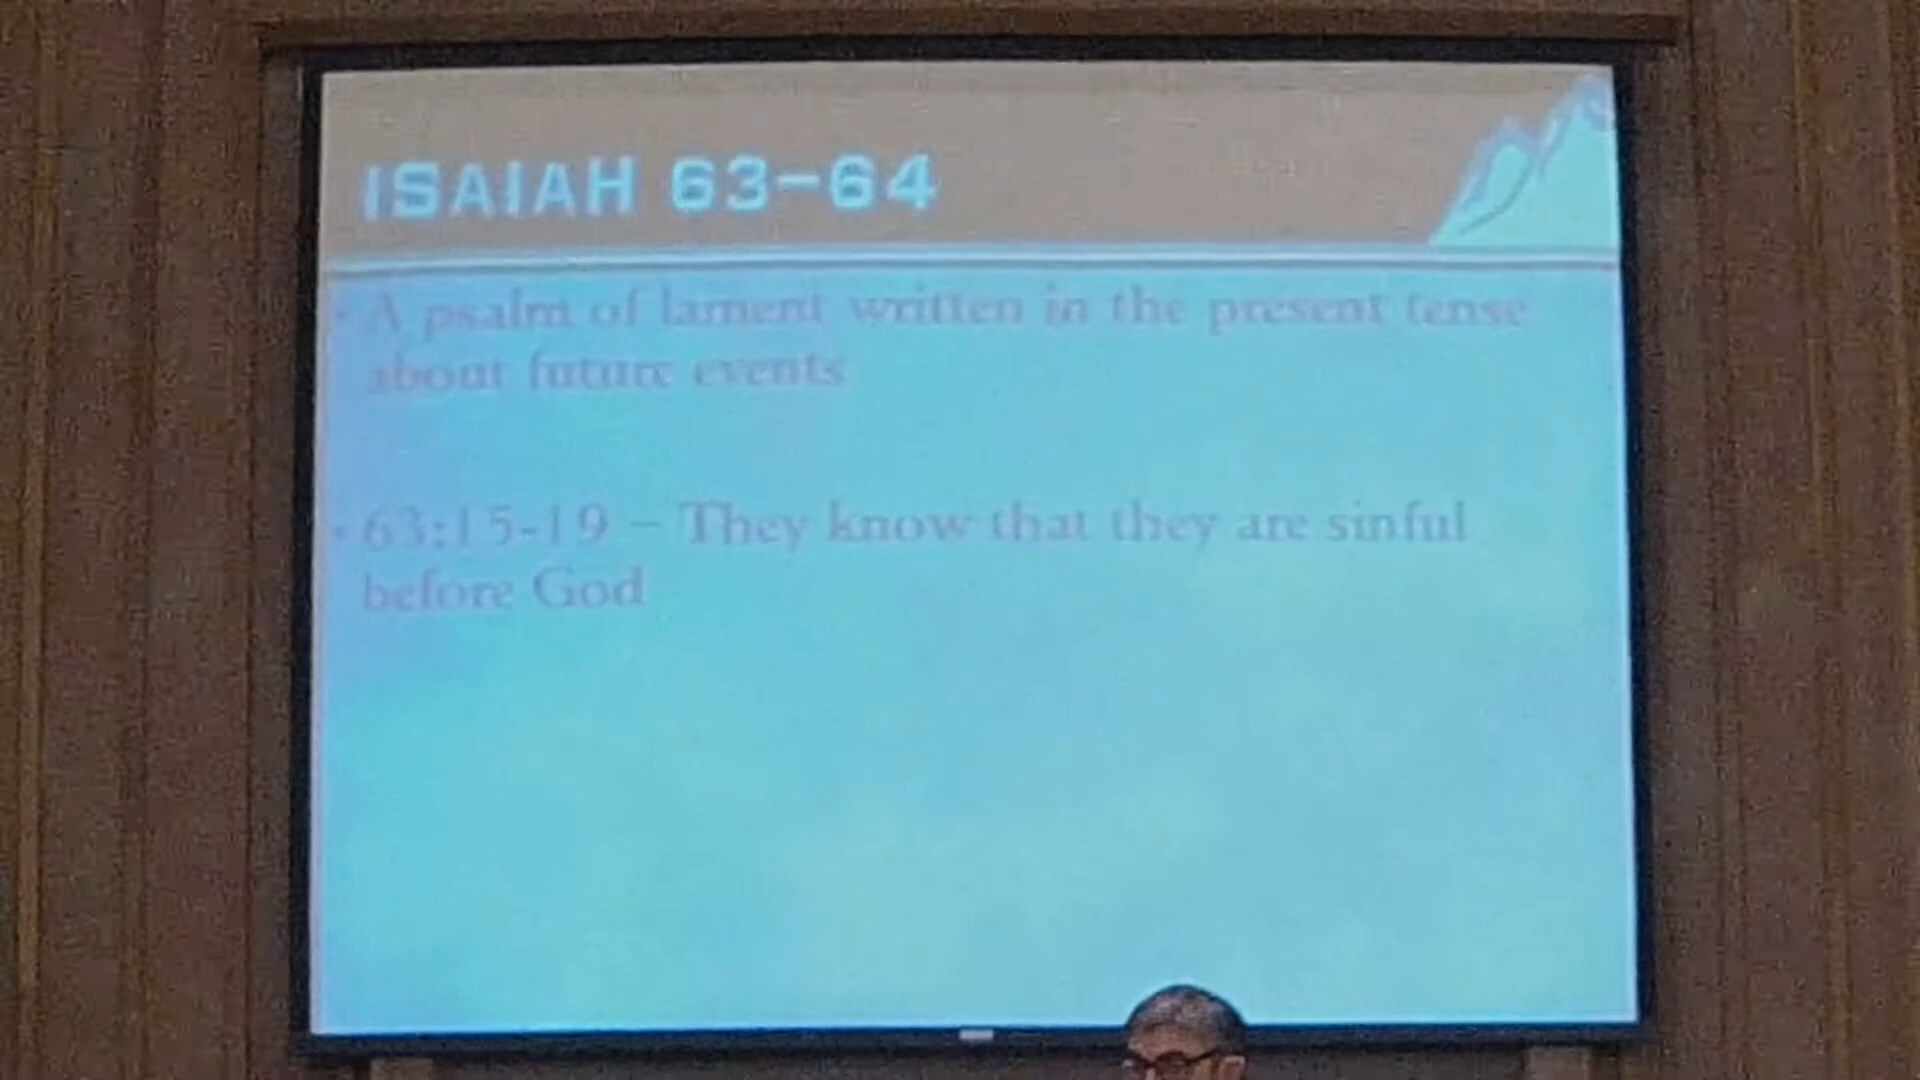 ISAIAH 63-64
• A psalm of lament written in the present tense
about future events
• 63:15-19 – They know that they are sinful
before God